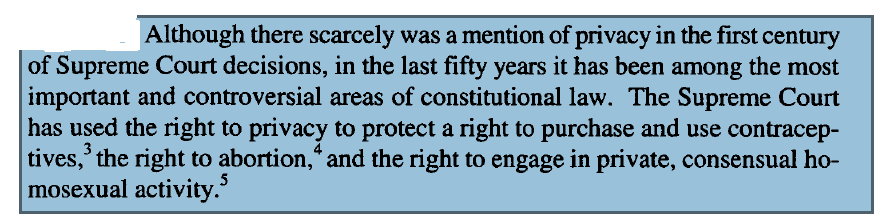 Although there scarcely was a mention of privacy in the first century
of Supreme Court decisions, in the last fifty years it has been among the most
important and controversial areas of constitutional law. The Supreme Court
has used the right to privacy to protect a right to purchase and use contracep-
tives,³ the right to abortion,⁴ and the right to engage in private, consensual ho-
mosexual activity.⁵